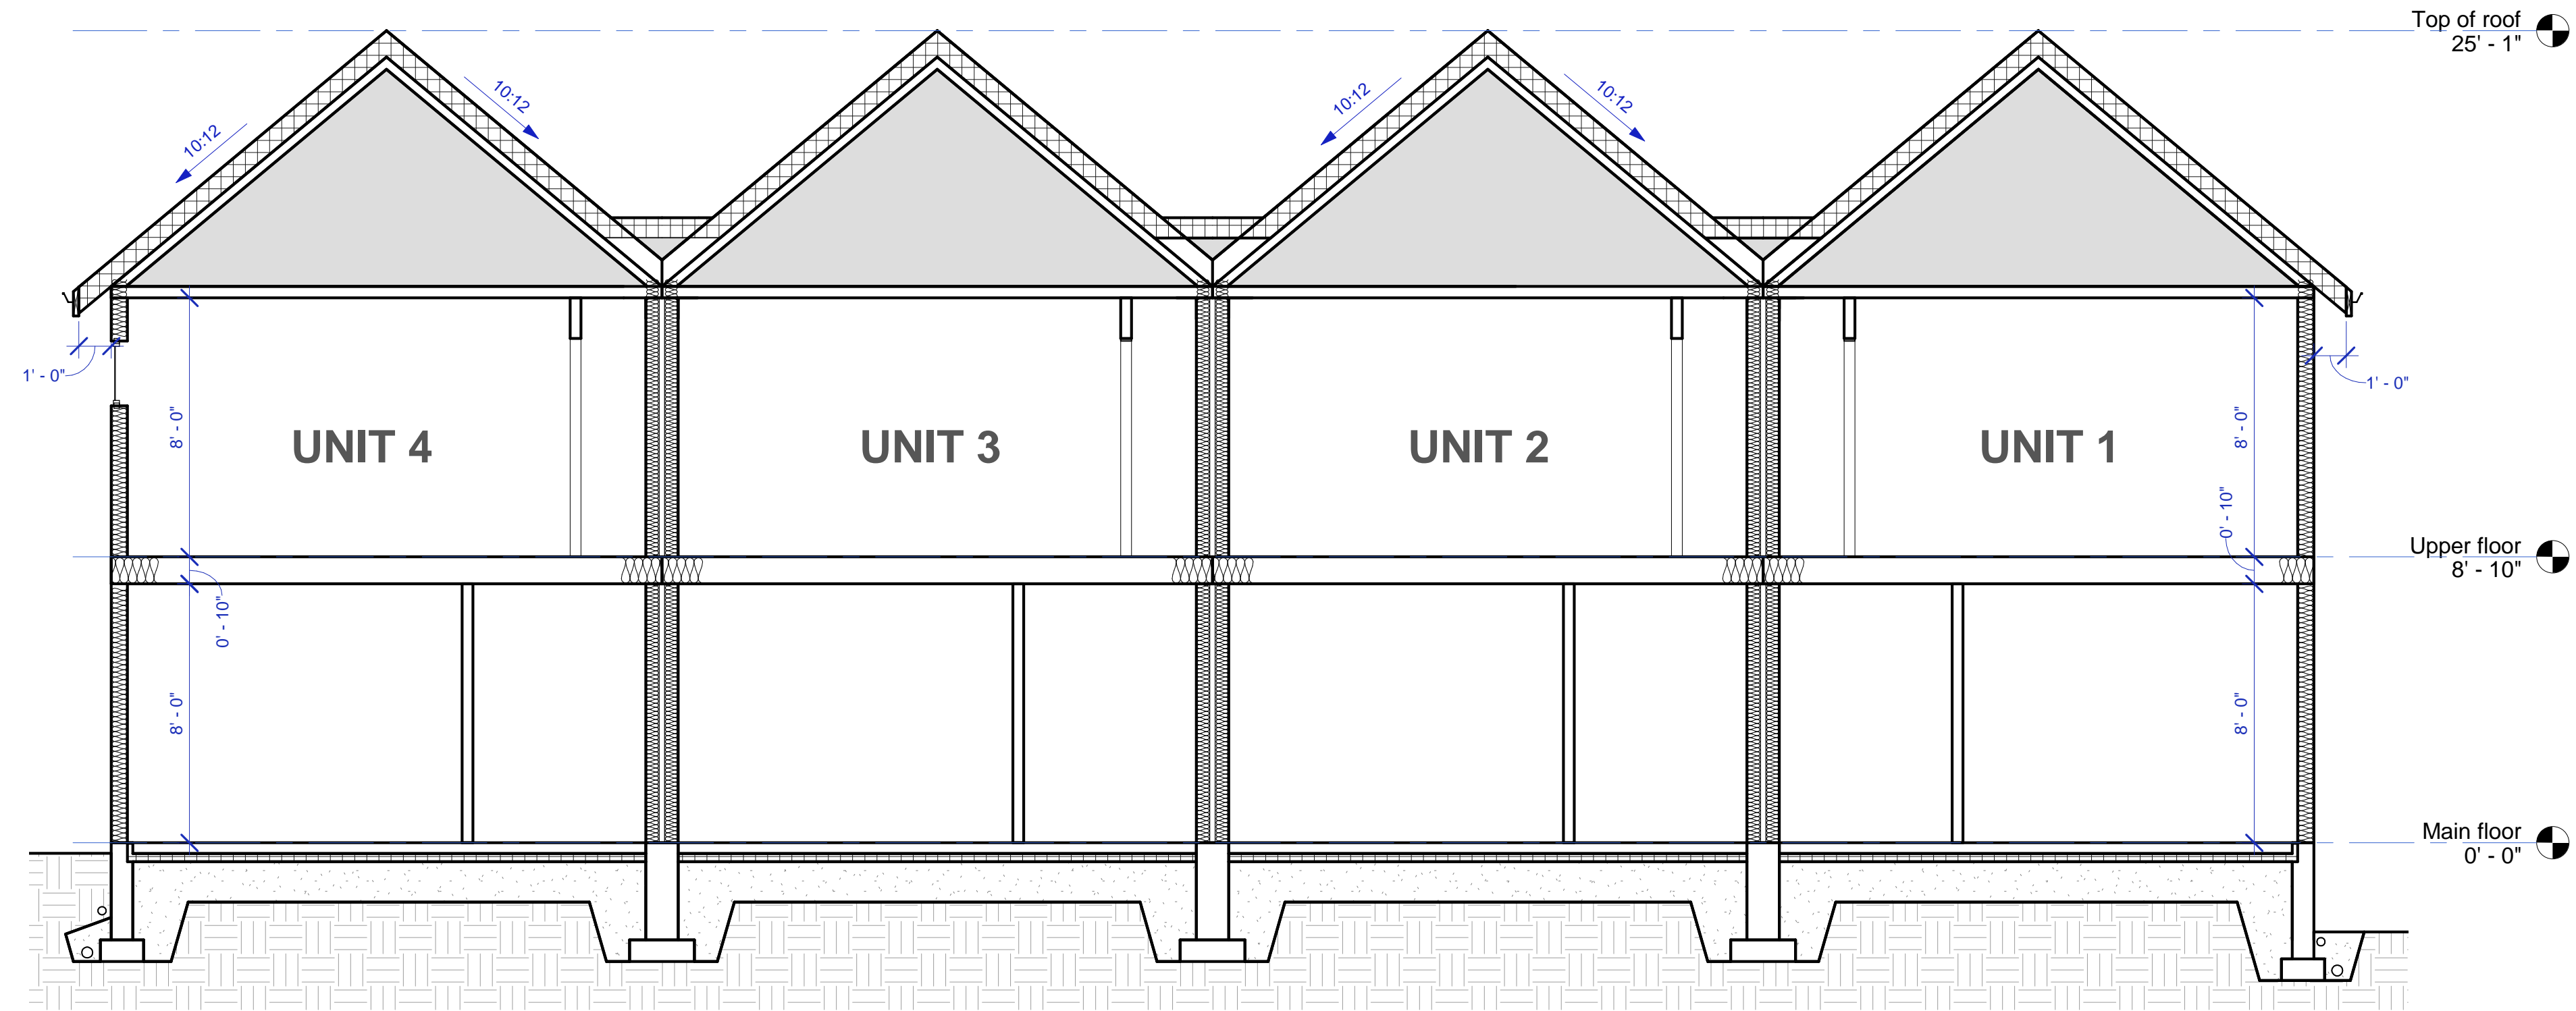 Top of roof
25' - 1"
10:12
10:12
10:12
10:12
1' - 0"
1' - 0"
8' - 0"
UNIT 4
UNIT 3
UNIT 2
UNIT 1
8' - 0"
0' - 10"
Upper floor
8' - 10"
0' - 10"
8' - 0"
8' - 0"
Main floor
0' - 0"